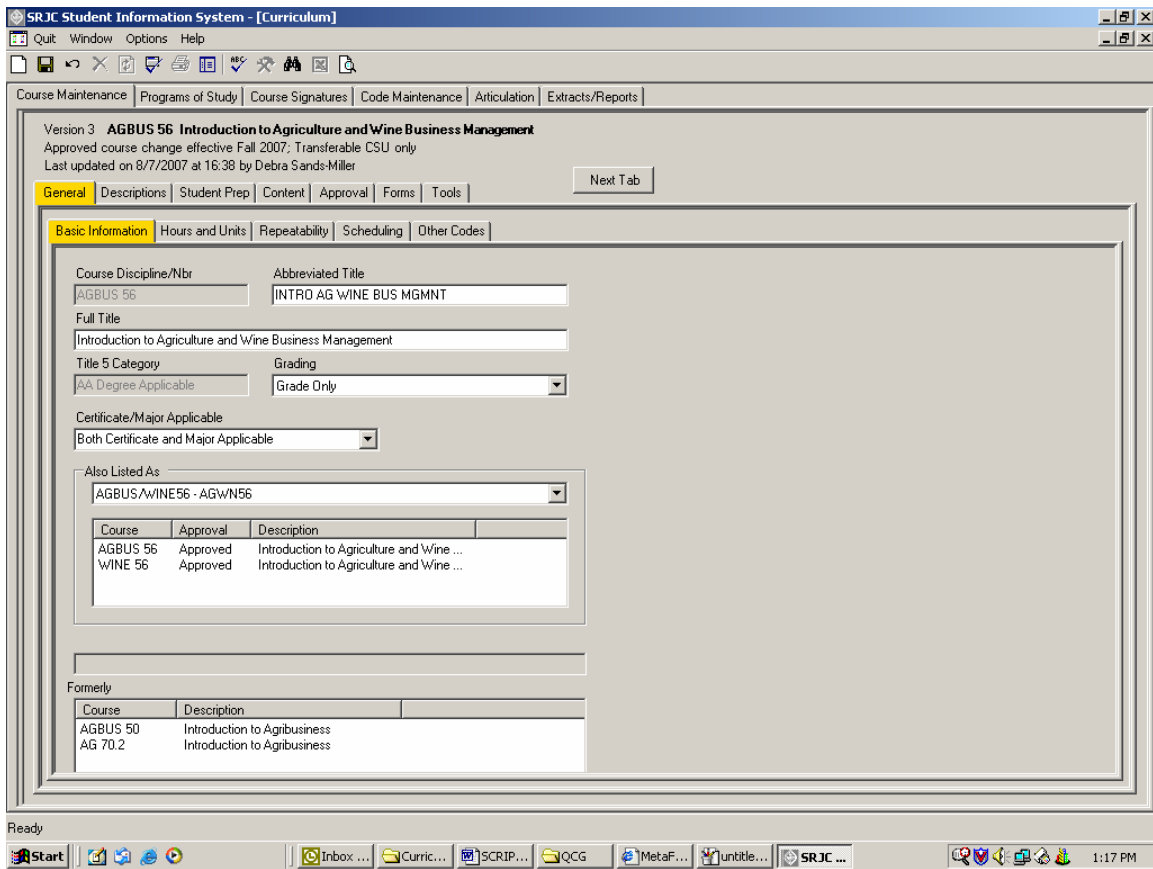 SRJC Student Information System - [Curriculum]
Quit Window Options Help
ABC
Course Maintenance Programs of Study Course Signatures Code Maintenance Articulation Extracts/Reports
Version 3 AGBUS 56 Introduction to Agriculture and Wine Business Management
Approved course change effective Fall 2007; Transferable CSU only
Last updated on 8/7/2007 at 16:38 by Debra Sands-Miller
Next Tab
General Descriptions Student Prep Content Approval Forms Tools
Basic Information Hours and Units Repeatability Scheduling Other Codes
Course Discipline/Nbr Abbreviated Title
AGBUS 56 INTRO AG WINE BUS MGMNT
Full Title
Introduction to Agriculture and Wine Business Management
Title 5 Category Grading
AA Degree Applicable Grade Only
Certificate/Major Applicable
Both Certificate and Major Applicable
Also Listed As
AGBUS/WINE56 - AGWN56
Course Approval Description
AGBUS 56 Approved Introduction to Agriculture and Wine ...
WINE 56 Approved Introduction to Agriculture and Wine ...
Formerly
Course Description
AGBUS 50 Introduction to Agribusiness
AG 70.2 Introduction to Agribusiness
Ready
Start Inbox ... Curric... SCRIP... QCG MetaF... untitle... SRJC ... 1:17 PM